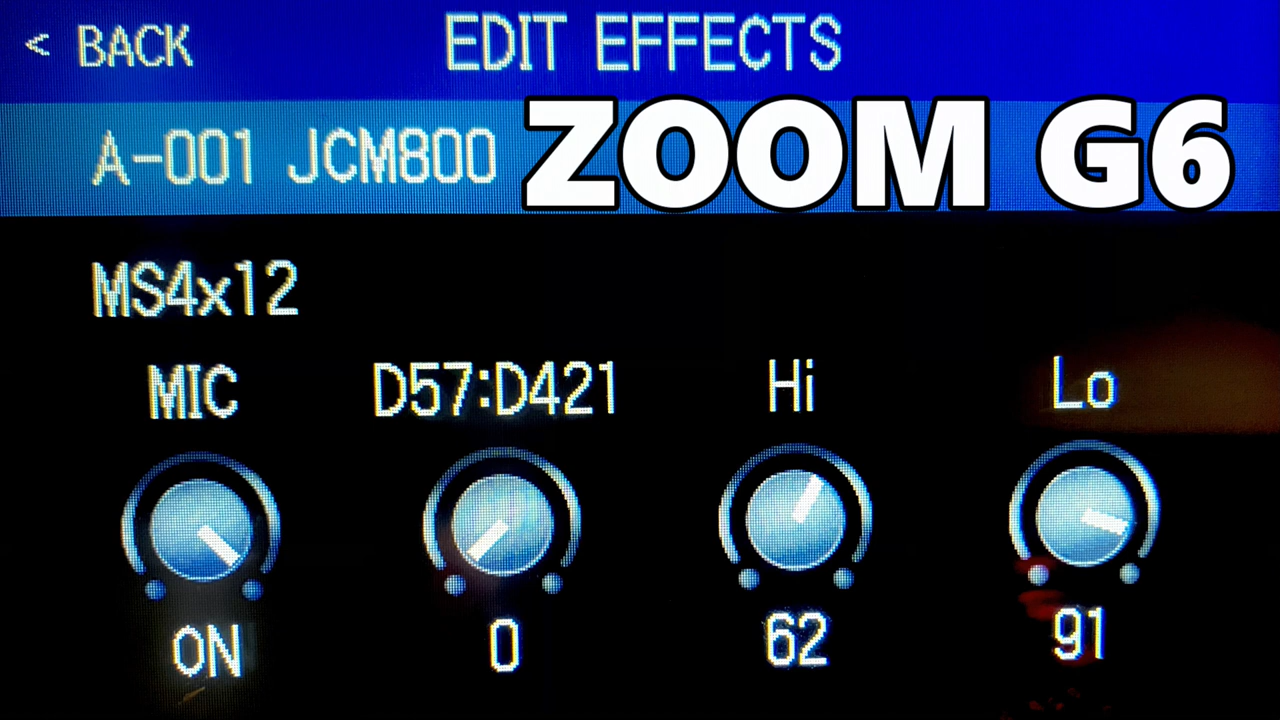 < BACK EDIT EFFECTS
A-001 JCM800 ZOOM G6
MS4x12
MIC D57:D421 Hi Lo
ON 0 62 91